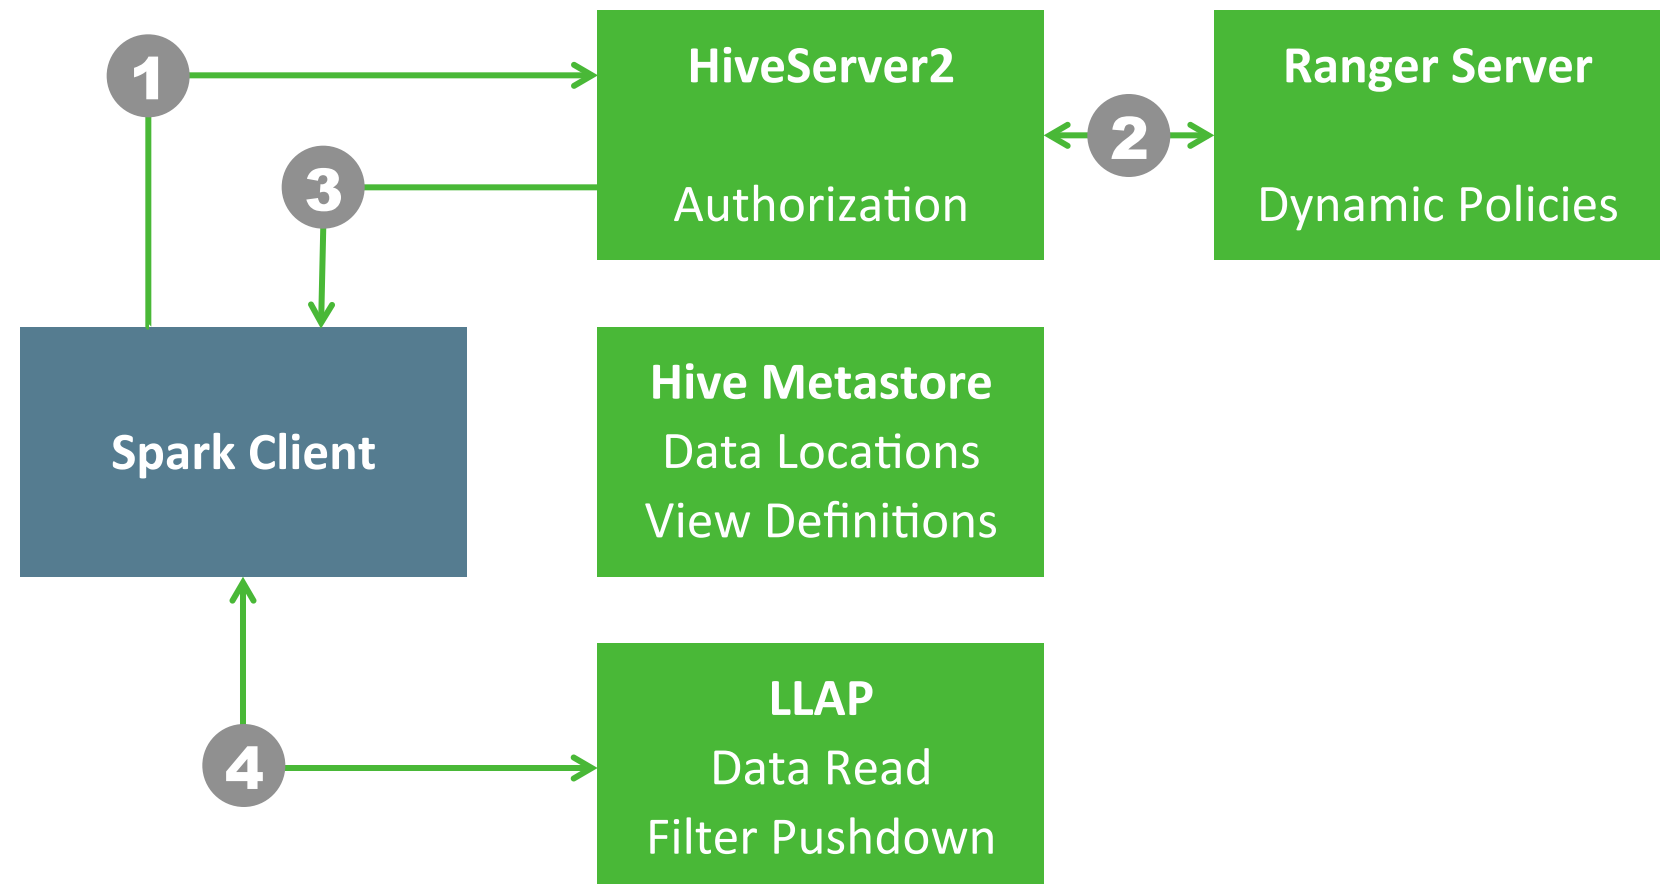 1
HiveServer2
Authorization
2
Ranger Server
Dynamic Policies
3
Spark Client
Hive Metastore
Data Locations
View Definitions
4
LLAP
Data Read
Filter Pushdown